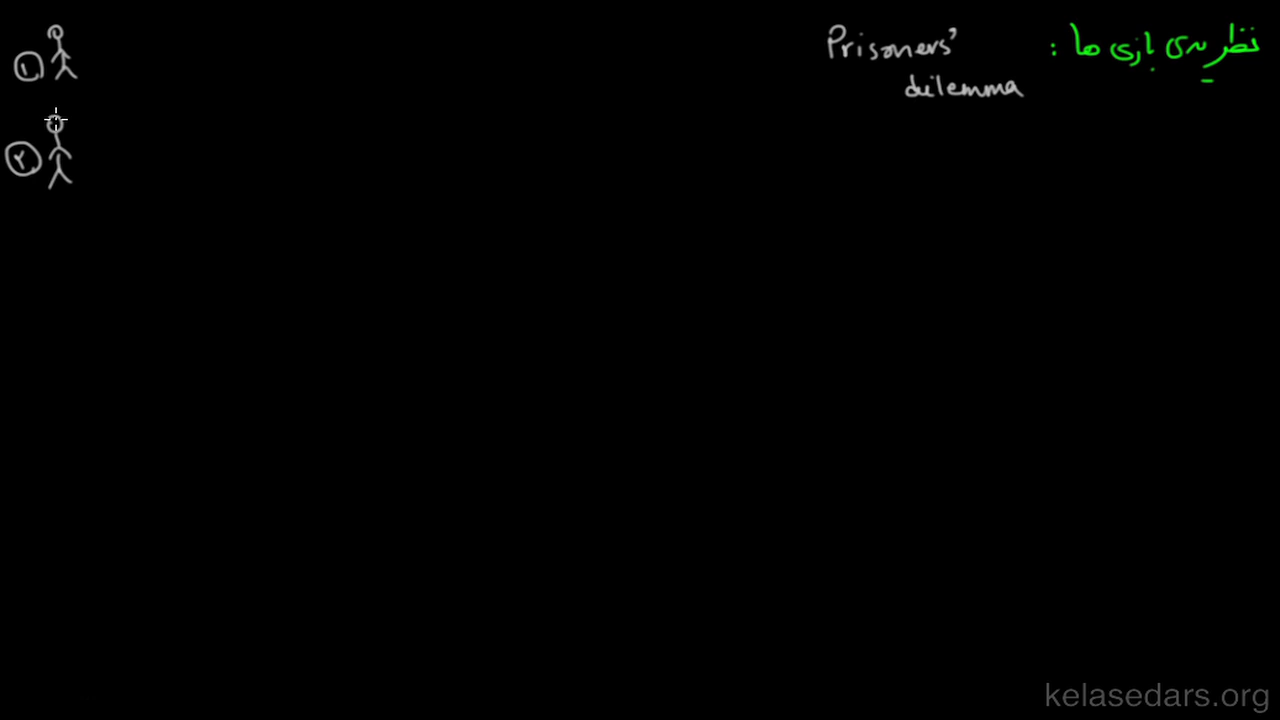 نظریه‌ی بازی ها :
Prisoners'
dilemma
۱
۲
kelasedars.org